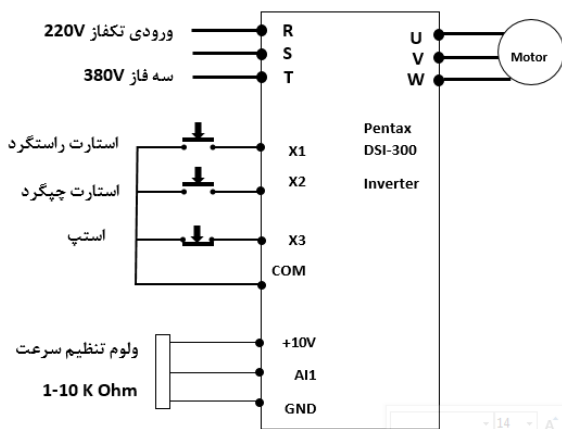 ورودی تکفاز 220V
سه فاز 380V
R
S
T
U
V
W
Motor
استارت راستگرد
استارت چپگرد
استپ
X1
X2
X3
COM
Pentax
DSI-300
Inverter
ولوم تنظیم سرعت
1-10 K Ohm
+10V
AI1
GND
14
A